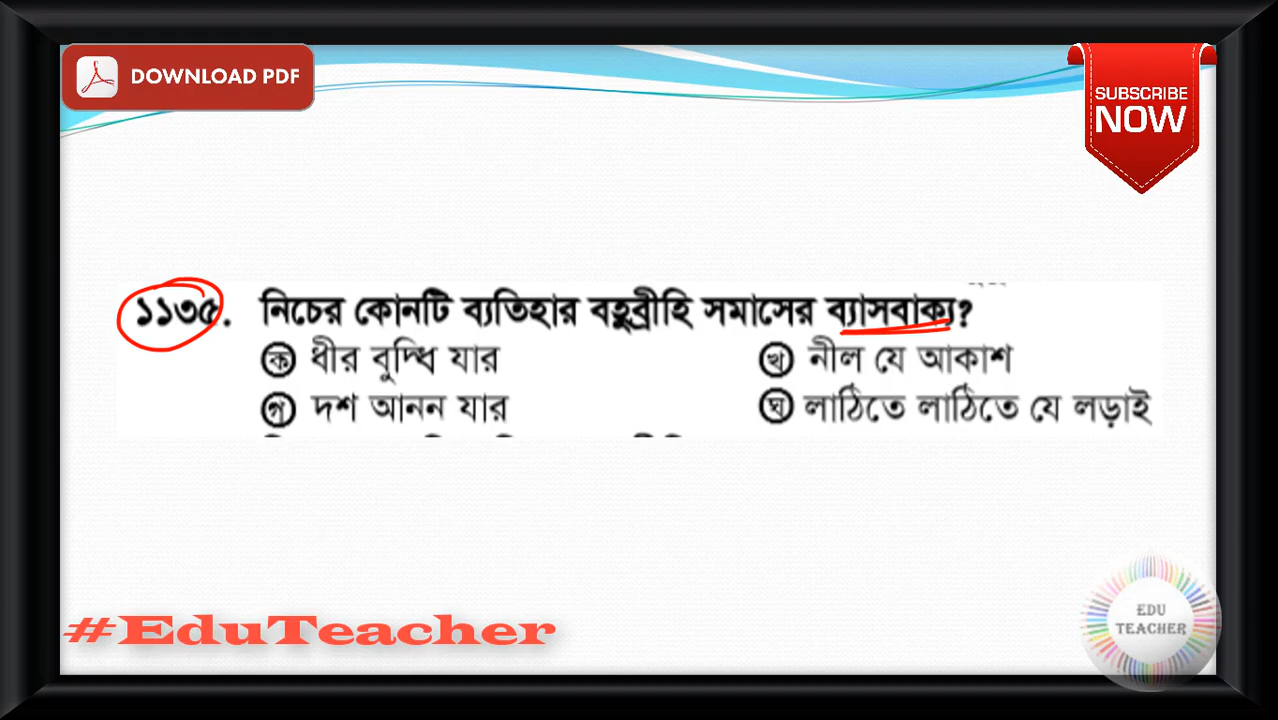 DOWNLOAD PDF
SUBSCRIBE
NOW
১১৩৫. নিচের কোনটি ব্যতিহার বহুব্রীহি সমাসের ব্যাসবাক্য?
ক ধীর বুদ্ধি যার খ নীল যে আকাশ
গ দশ আনন যার ঘ লাঠিতে লাঠিতে যে লড়াই
#EduTeacher
EDU
TEACHER